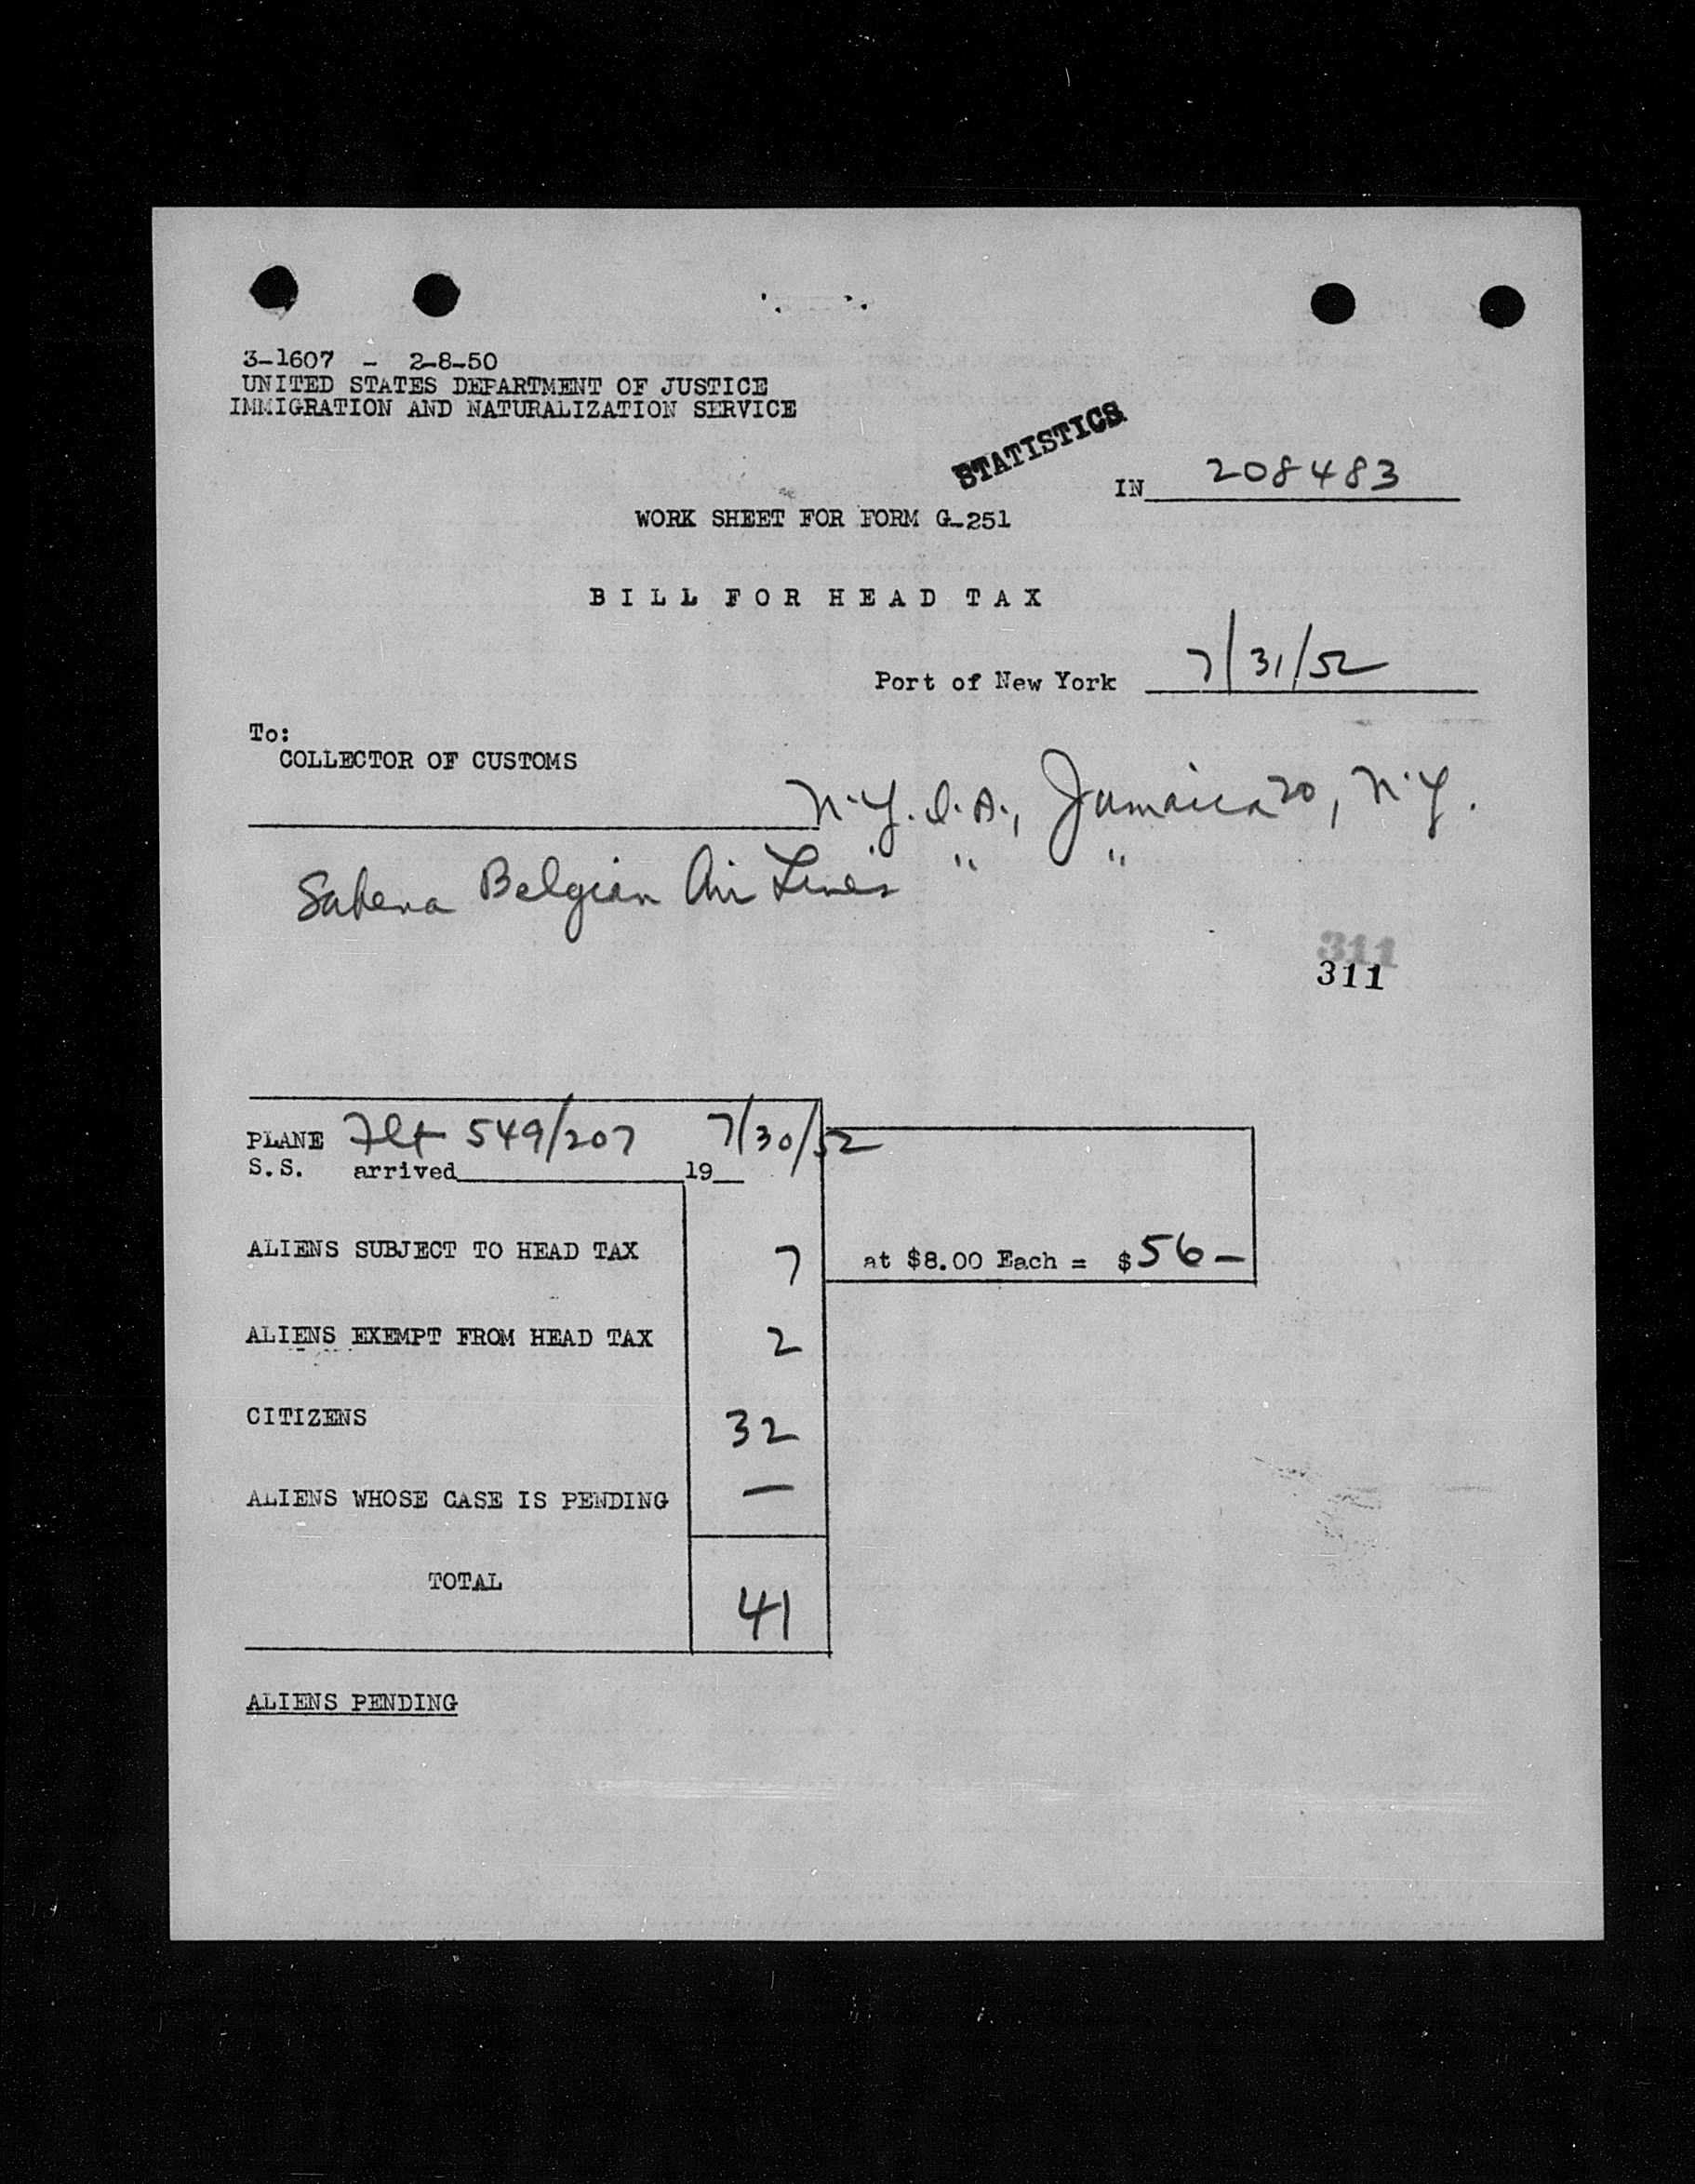 3-1607 - 2-8-50
UNITED STATES DEPARTMENT OF JUSTICE
IMMIGRATION AND NATURALIZATION SERVICE
STATISTICS
IN 208483
WORK SHEET FOR FORM G-251
BILL FOR HEAD TAX
Port of New York 7/31/52
To:
COLLECTOR OF CUSTOMS
N.Y.I.A., Jamaica 20, N.Y.
Sabena Belgian Air Lines " "
311
311
PLANE Flt 549/207 7/30/52
S.S. arrived 19
ALIENS SUBJECT TO HEAD TAX 7 at $8.00 Each = $56—
ALIENS EXEMPT FROM HEAD TAX 2
CITIZENS 32
ALIENS WHOSE CASE IS PENDING —
TOTAL 41
ALIENS PENDING